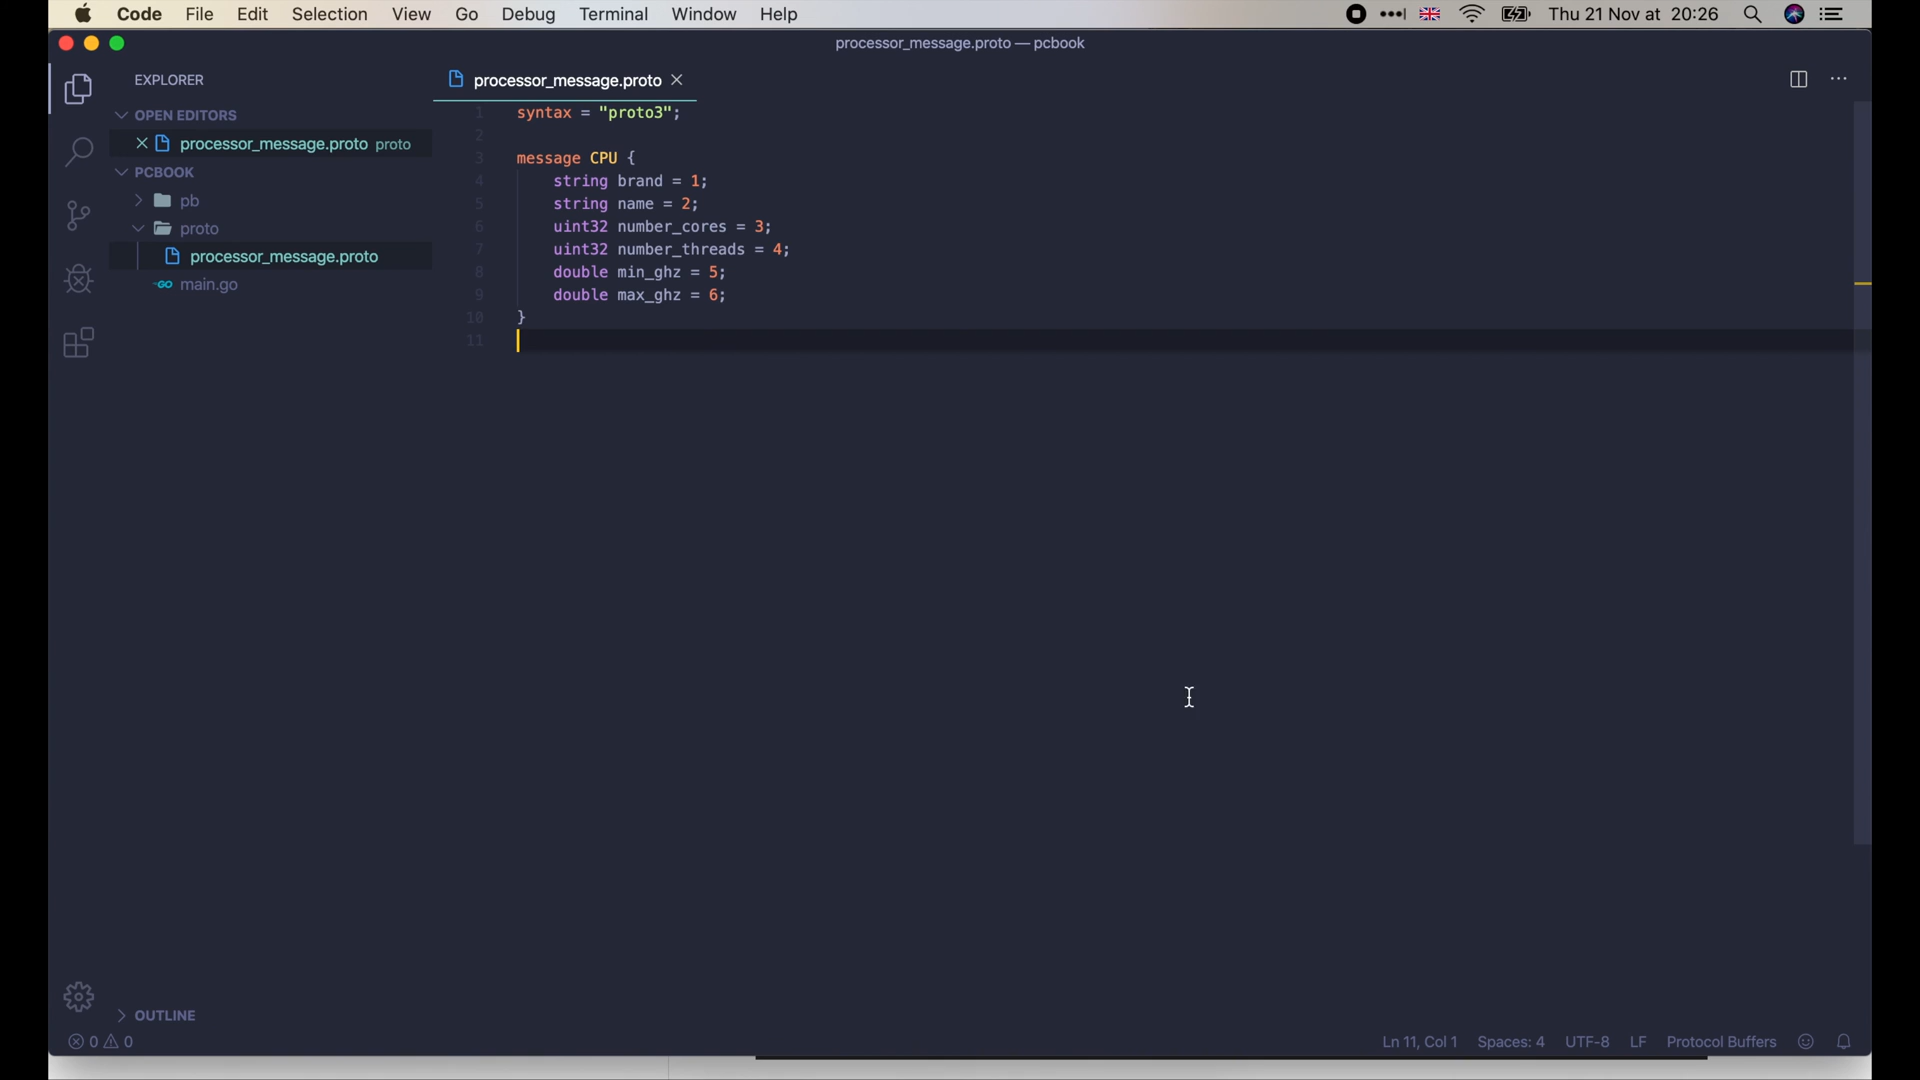 Code File Edit Selection View Go Debug Terminal Window Help Thu 21 Nov at 20:26
processor_message.proto — pcbook
EXPLORER
OPEN EDITORS
processor_message.proto proto
PCBOOK
pb
proto
processor_message.proto
GO main.go
OUTLINE
processor_message.proto
1 syntax = "proto3";
2
3 message CPU {
4 string brand = 1;
5 string name = 2;
6 uint32 number_cores = 3;
7 uint32 number_threads = 4;
8 double min_ghz = 5;
9 double max_ghz = 6;
10 }
11
0 0 Ln 11, Col 1 Spaces: 4 UTF-8 LF Protocol Buffers